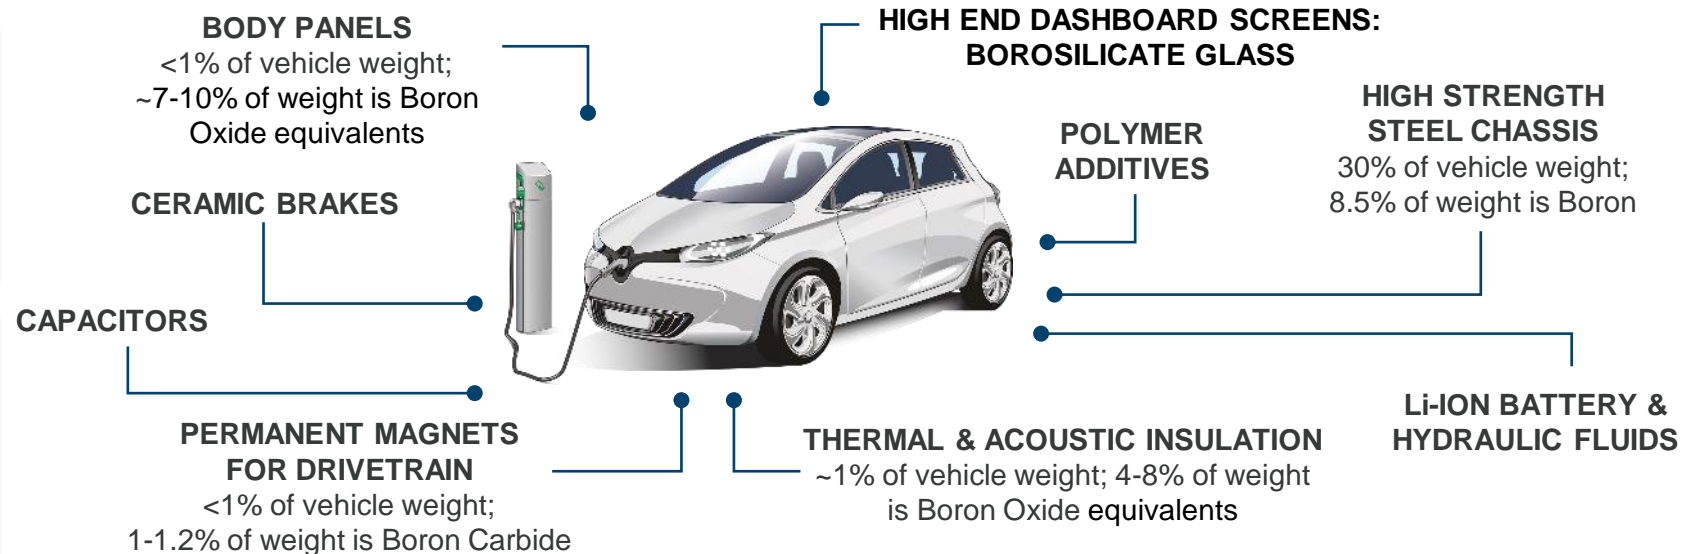 BODY PANELS
<1% of vehicle weight;
~7-10% of weight is Boron
Oxide equivalents
HIGH END DASHBOARD SCREENS:
BOROSILICATE GLASS
HIGH STRENGTH
STEEL CHASSIS
30% of vehicle weight;
8.5% of weight is Boron
POLYMER
ADDITIVES
CERAMIC BRAKES
CAPACITORS
Li-ION BATTERY &
HYDRAULIC FLUIDS
PERMANENT MAGNETS
FOR DRIVETRAIN
<1% of vehicle weight;
1-1.2% of weight is Boron Carbide
THERMAL & ACOUSTIC INSULATION
~1% of vehicle weight; 4-8% of weight
is Boron Oxide equivalents